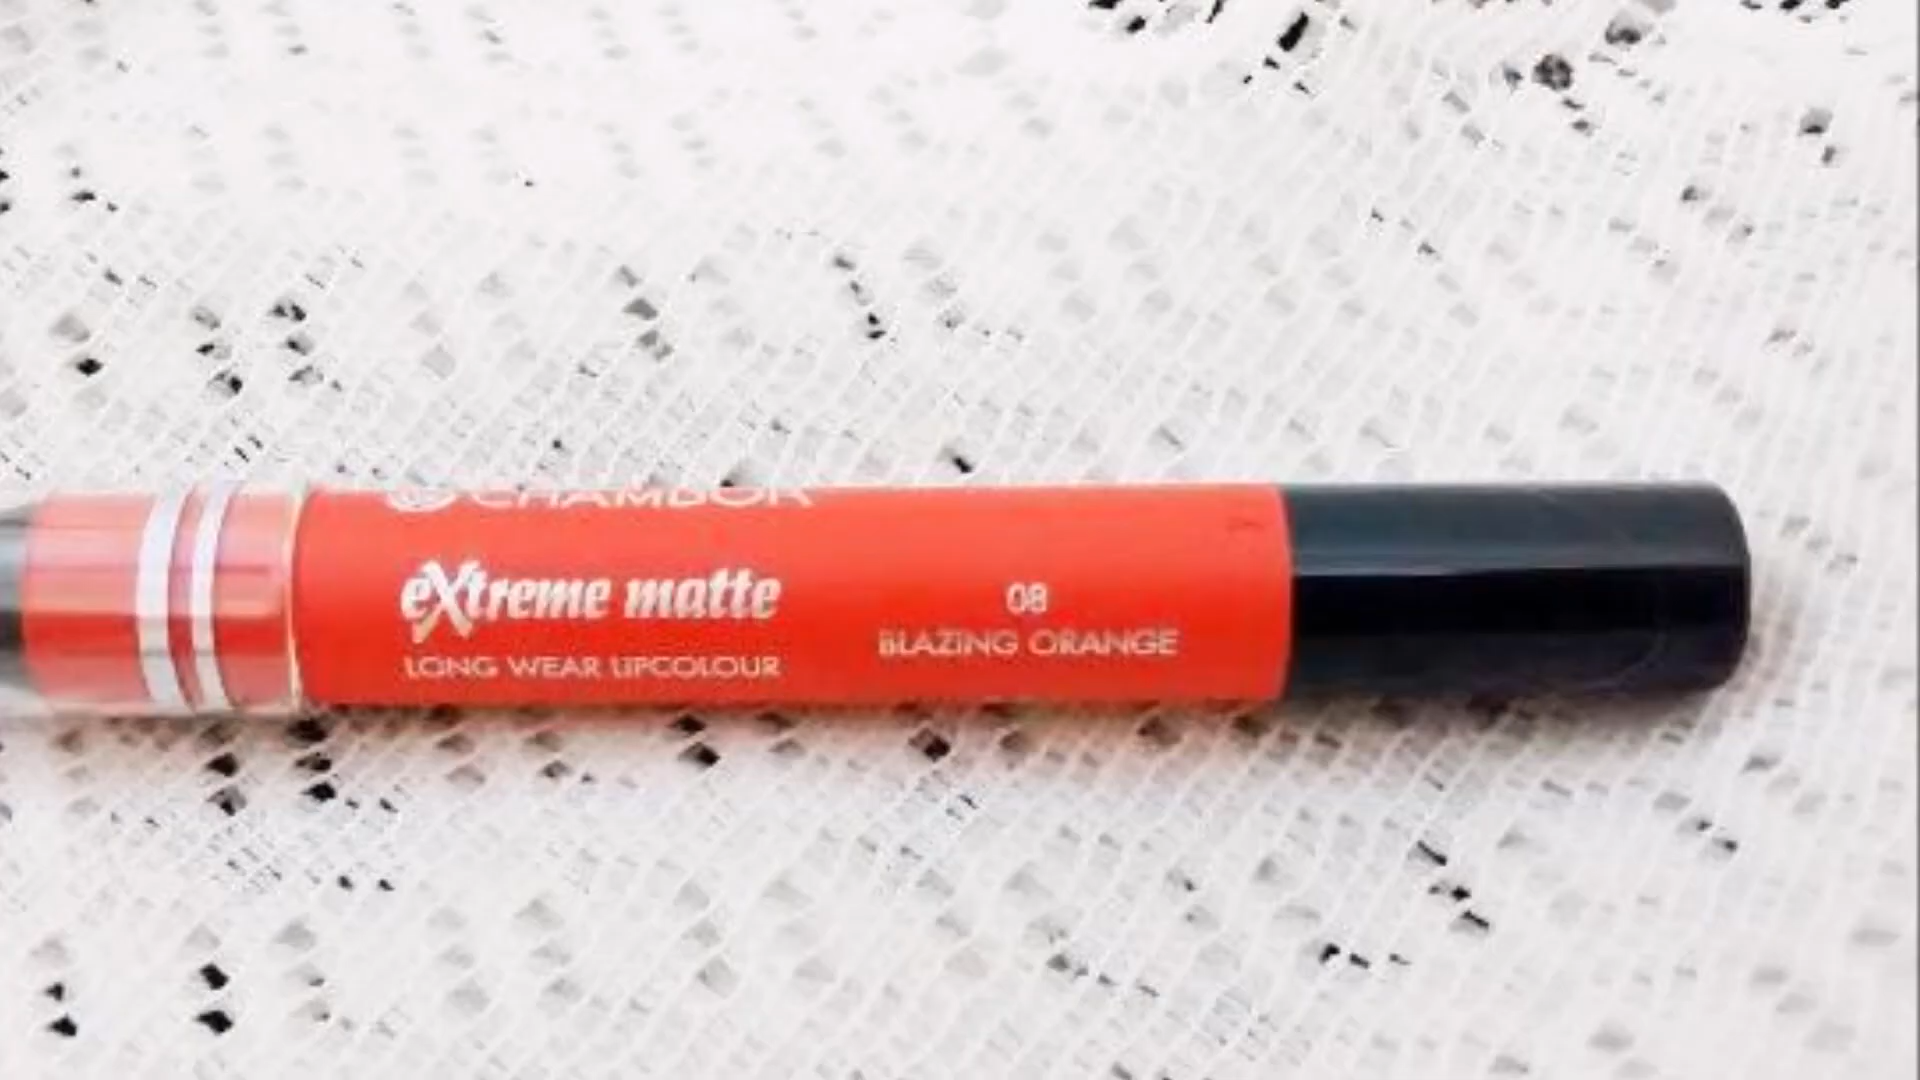 CHAMBOR
eXtreme matte
LONG WEAR LIPCOLOUR
08
BLAZING ORANGE